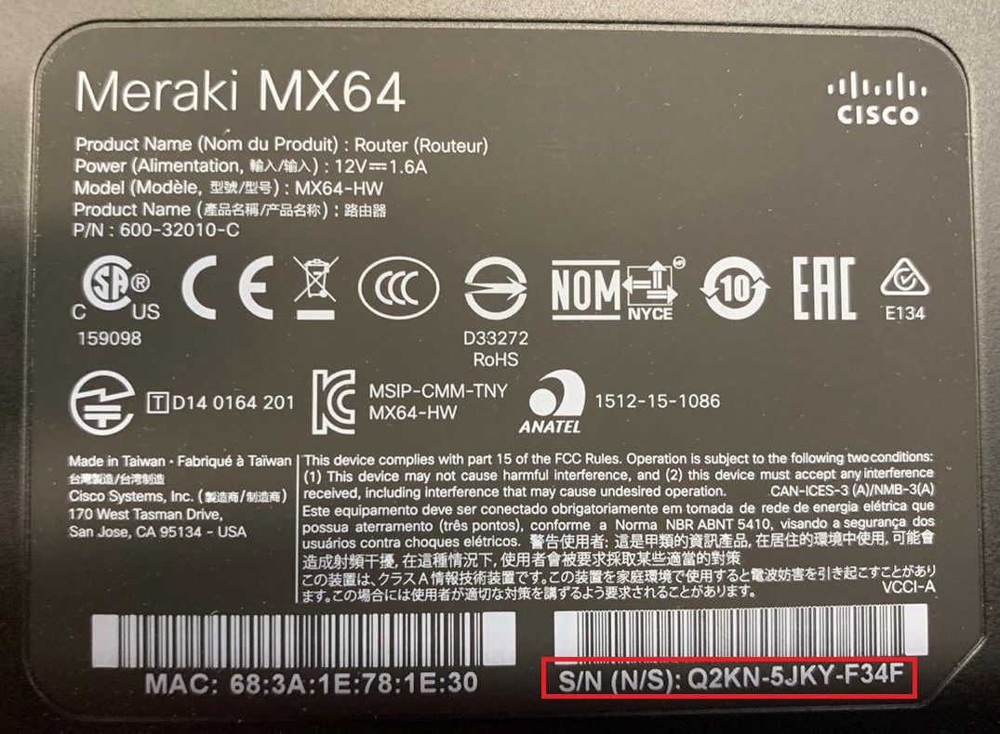 Meraki MX64
CISCO
Product Name (Nom du Produit) : Router (Routeur)
Power (Alimentation, 輸入/输入) : 12V⎓1.6A
Model (Modèle, 型號/型号) : MX64-HW
Product Name (產品名稱/产品名称) : 路由器
P/N : 600-32010-C
C SA ® US
159098
CE
CCC
D33272
RoHS
NOM
NYCE
10
EAC
E134
T D14 0164 201
MSIP-CMM-TNY
MX64-HW
ANATEL
1512-15-1086
Made in Taiwan · Fabriqué à Taïwan
台灣製造/台湾制造
Cisco Systems, Inc. (製造商/制造商)
170 West Tasman Drive,
San Jose, CA 95134 - USA
This device complies with part 15 of the FCC Rules. Operation is subject to the following two conditions:
(1) This device may not cause harmful interference, and (2) this device must accept any interference
received, including interference that may cause undesired operation. CAN-ICES-3 (A)/NMB-3(A)
Este equipamento deve ser conectado obrigatoriamente em tomada de rede de energia elétrica que
possua aterramento (três pontos), conforme a Norma NBR ABNT 5410, visando a segurança dos
usuários contra choques elétricos. 警告使用者: 這是甲類的資訊產品, 在居住的環境中使用, 可能會
造成射頻干擾, 在這種情況下, 使用者會被要求採取某些適當的對策
この装置は、クラスA情報技術装置です。この装置を家庭環境で使用すると電波妨害を引き起こすことがあり
ます。この場合には使用者が適切な対策を講ずるよう要求されることがあります。 VCCI-A
MAC: 68:3A:1E:78:1E:30
S/N (N/S): Q2KN-5JKY-F34F